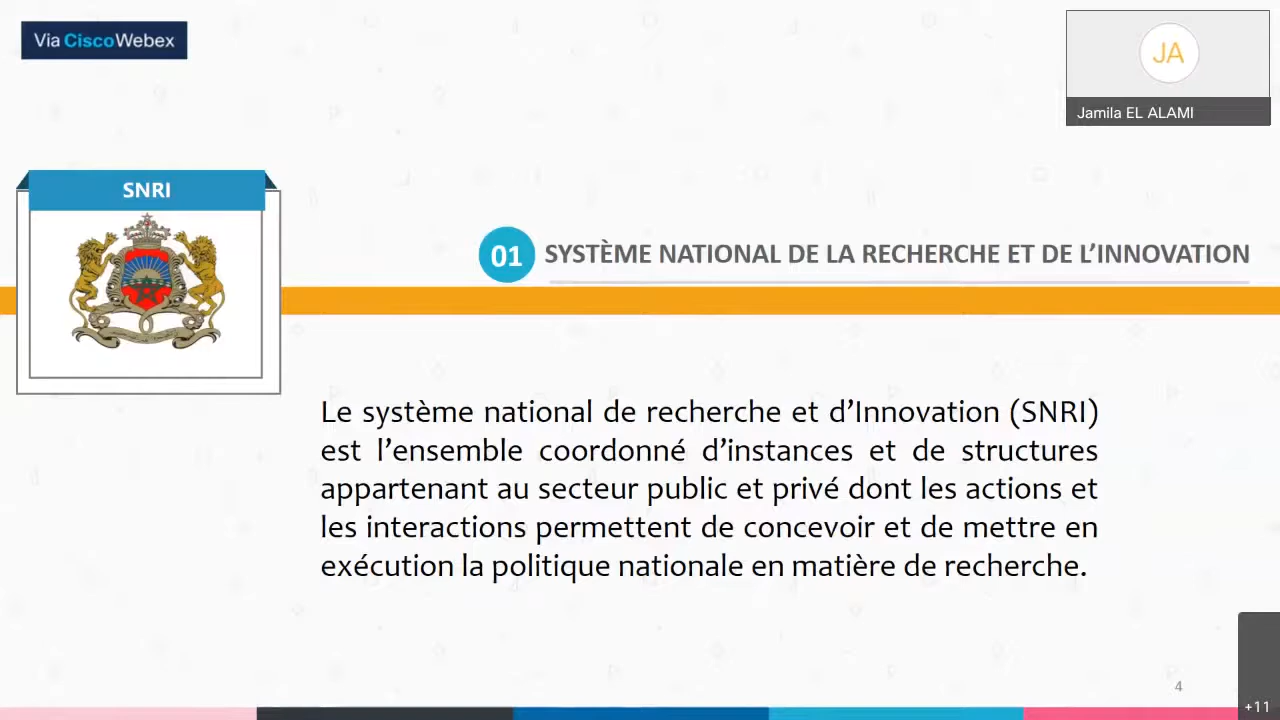 Via CiscoWebex
JA
Jamila EL ALAMI
SNRI
01
SYSTÈME NATIONAL DE LA RECHERCHE ET DE L’INNOVATION
Le système national de recherche et d’Innovation (SNRI)
est l’ensemble coordonné d’instances et de structures
appartenant au secteur public et privé dont les actions et
les interactions permettent de concevoir et de mettre en
exécution la politique nationale en matière de recherche.
4
+11